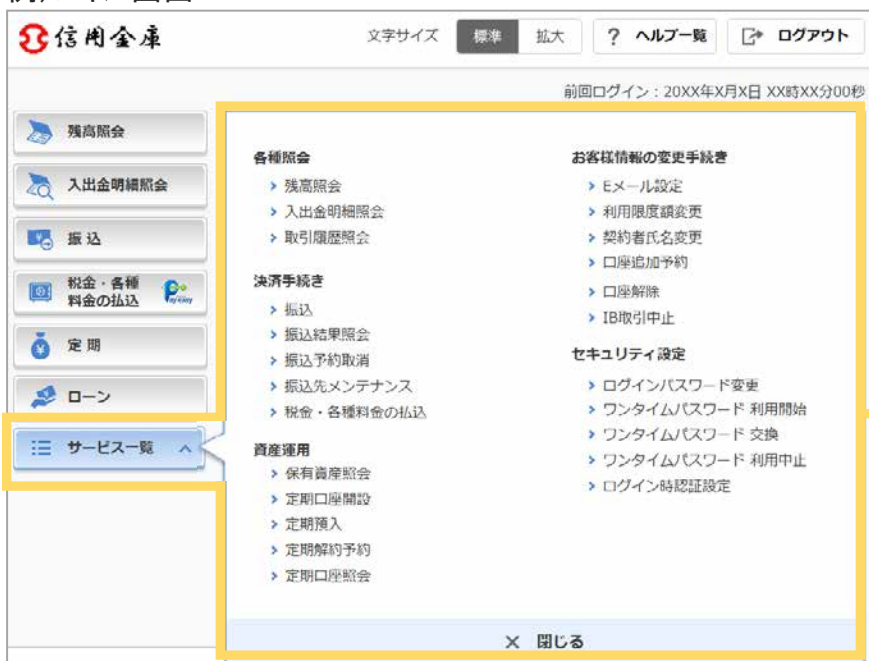 信用金庫
文字サイズ 標準 拡大 ? ヘルプ一覧 ログアウト
前回ログイン：20XX年X月X日 XX時XX分00秒
残高照会
入出金明細照会
振込
税金・各種
料金の払込
Pay-easy
定期
ローン
サービス一覧
各種照会
残高照会
入出金明細照会
取引履歴照会
決済手続き
振込
振込結果照会
振込予約取消
振込先メンテナンス
税金・各種料金の払込
資産運用
保有資産照会
定期口座開設
定期預入
定期解約予約
定期口座照会
お客様情報の変更手続き
Eメール設定
利用限度額変更
契約者氏名変更
口座追加予約
口座解除
IB取引中止
セキュリティ設定
ログインパスワード変更
ワンタイムパスワード 利用開始
ワンタイムパスワード 交換
ワンタイムパスワード 利用中止
ログイン時認証設定
× 閉じる